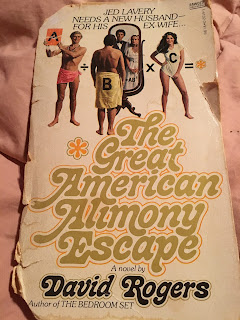 JED LAVERY
NEEDS A NEW HUSBAND—
FOR HIS EX WIFE...
A ÷ B x C =*
The
Great
American
Alimony
Escape
A novel by
David Rogers
Author of THE BEDROOM SET